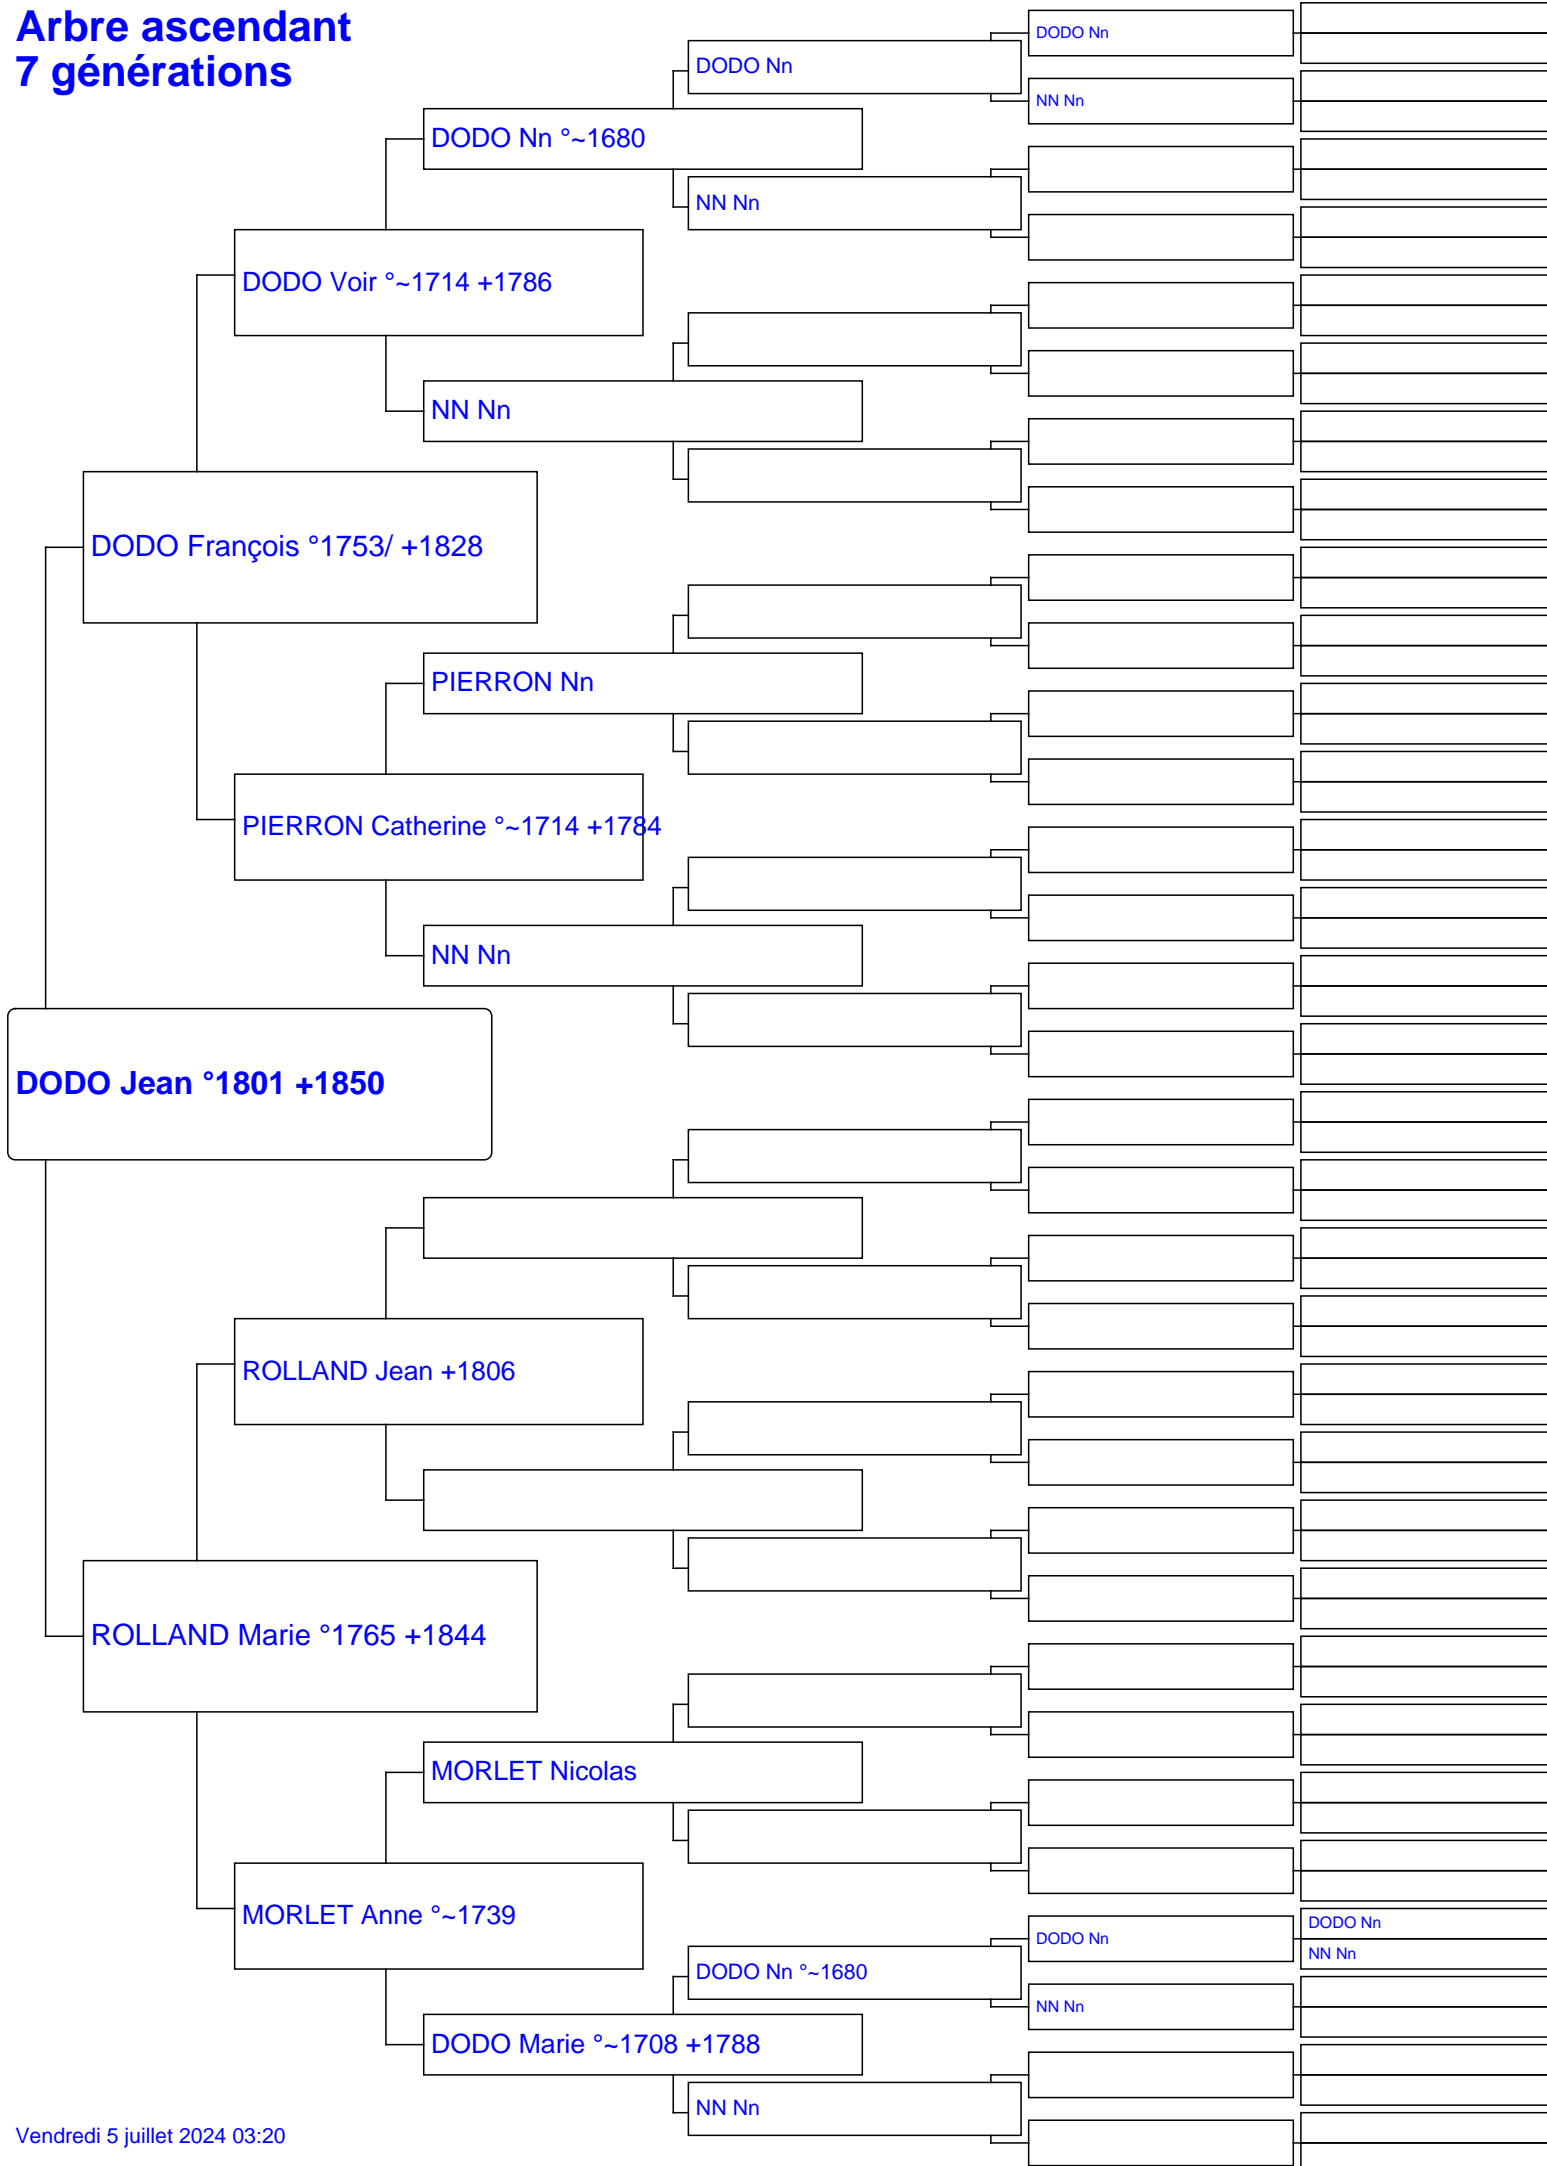 Arbre ascendant
7 générations
DODO Nn
DODO Nn
NN Nn
DODO Nn °~1680
NN Nn
DODO Voir °~1714 +1786
NN Nn
DODO François °1753/ +1828
PIERRON Nn
PIERRON Catherine °~1714 +1784
NN Nn
DODO Jean °1801 +1850
ROLLAND Jean +1806
ROLLAND Marie °1765 +1844
MORLET Nicolas
MORLET Anne °~1739
DODO Nn
DODO Nn
NN Nn
DODO Nn °~1680
NN Nn
DODO Marie °~1708 +1788
NN Nn
Vendredi 5 juillet 2024 03:20